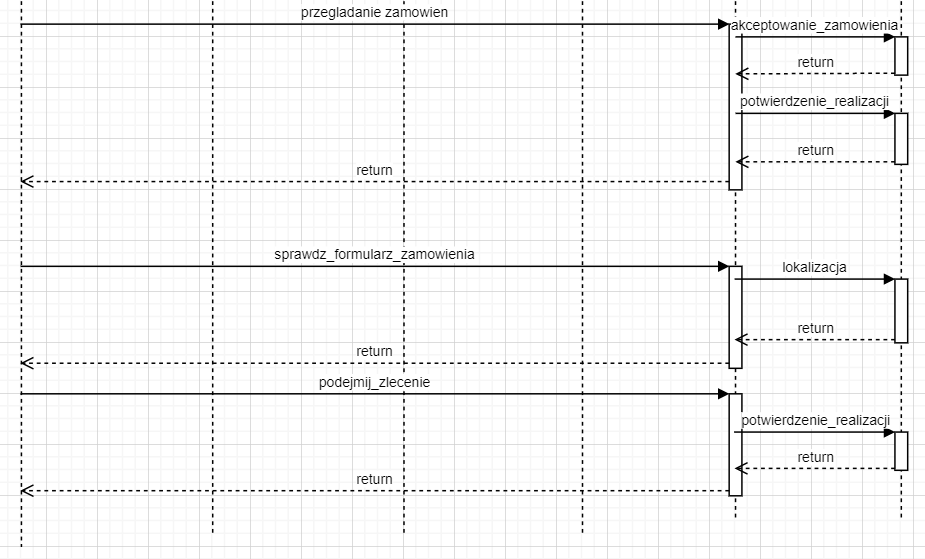 przegladanie zamowien
akceptowanie_zamowienia
return
potwierdzenie_realizacji
return
return
sprawdz_formularz_zamowienia
lokalizacja
return
return
podejmij_zlecenie
potwierdzenie_realizacji
return
return